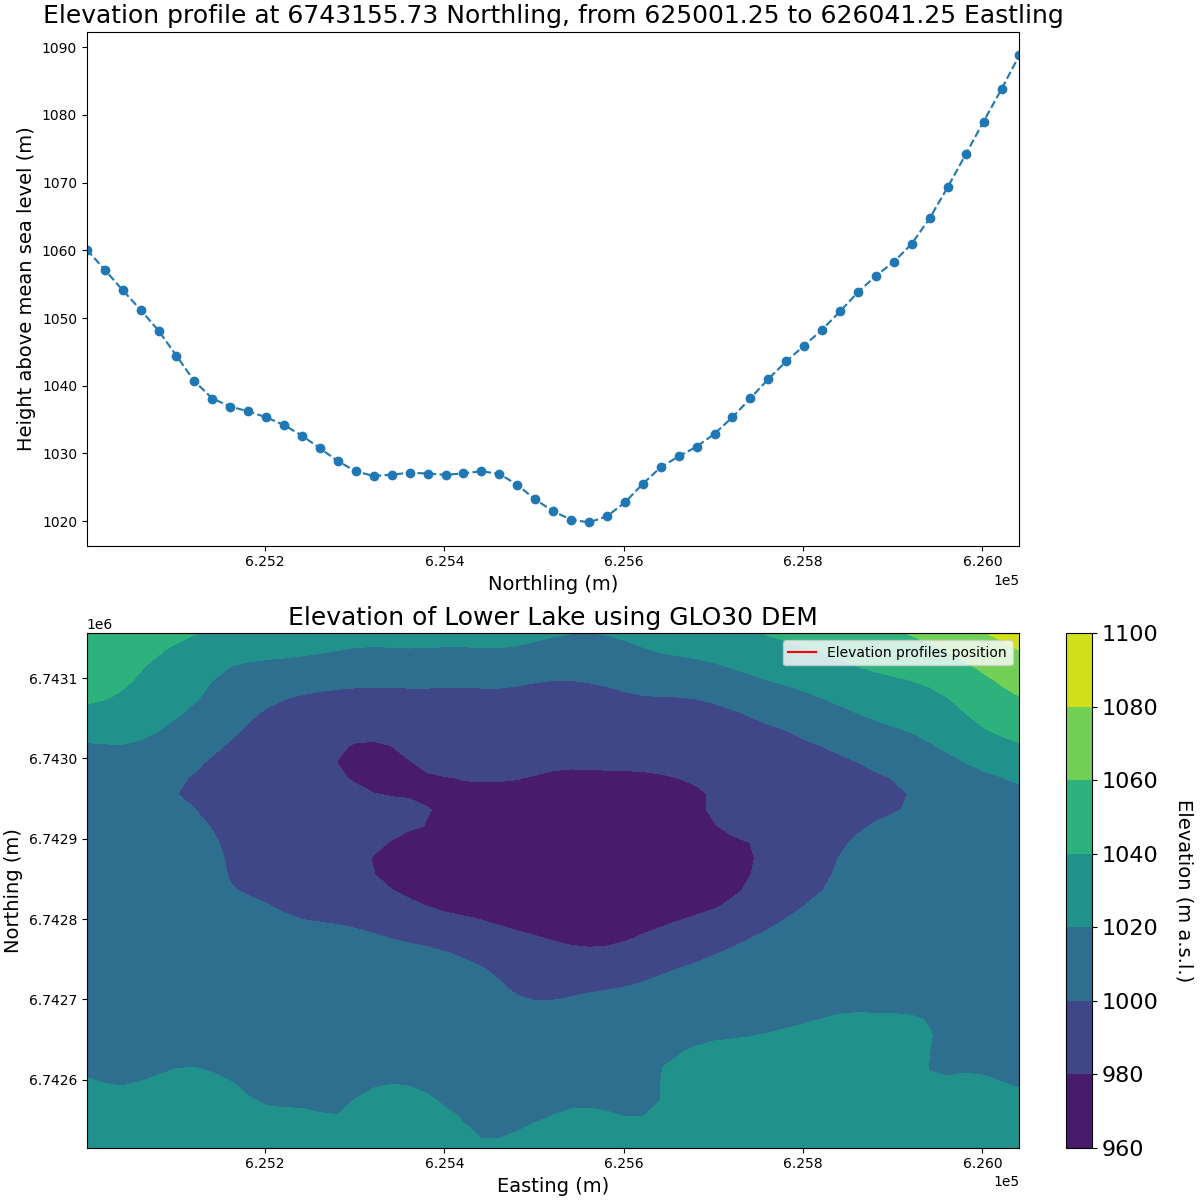 Elevation profile at 6743155.73 Northling, from 625001.25 to 626041.25 Eastling
Height above mean sea level (m)
1090
1080
1070
1060
1050
1040
1030
1020
6.252 6.254 6.256 6.258 6.260
1e5
Northling (m)
Elevation of Lower Lake using GLO30 DEM
1e6
Elevation profiles position
Northing (m)
6.7431
6.7430
6.7429
6.7428
6.7427
6.7426
6.252 6.254 6.256 6.258 6.260
1e5
Easting (m)
1100
1080
1060
1040
1020
1000
980
960
Elevation (m a.s.l.)